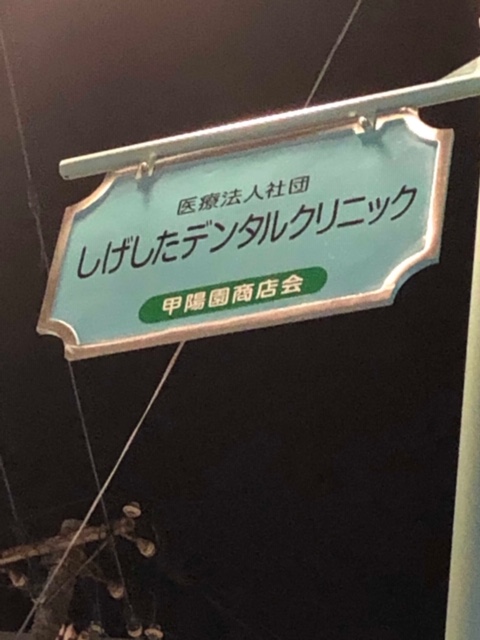 医療法人社団
しげしたデンタルクリニック
甲陽園商店会